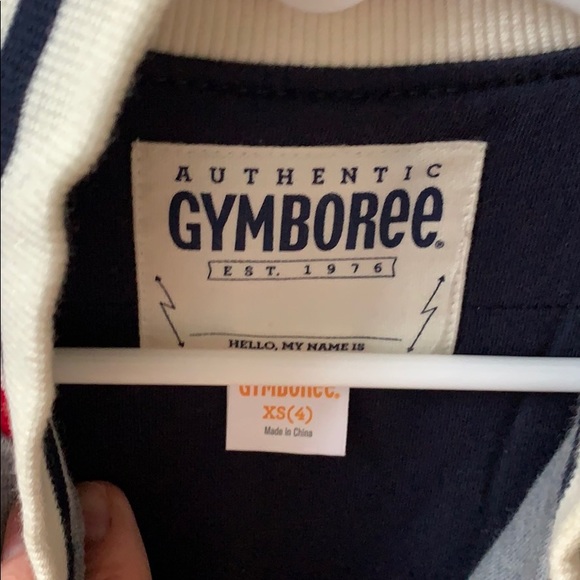 AUTHENTIC
GYMBOREE®
EST. 1976
HELLO, MY NAME IS
GYMBOREE.
XS(4)
Made in China